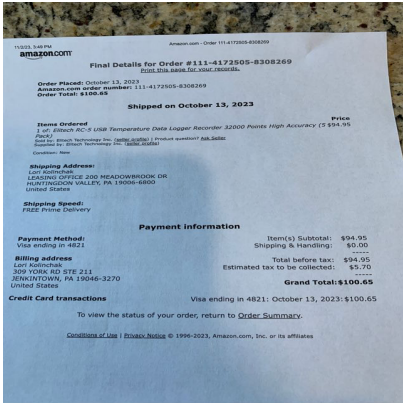 11/2/23, 5:46 PM
Amazon.com - Order 111-4172505-8308269
amazon.com
Final Details for Order #111-4172505-8308269
Print this page for your records.
Order Placed: October 13, 2023
Amazon.com order number: 111-4172505-8308269
Order Total: $100.65
Shipped on October 13, 2023
Items Ordered Price
1 of: Elitech RC-5 USB Temperature Data Logger Recorder 32000 Points High Accuracy (5 $94.95
Pack)
Sold by: Elitech Technology Inc. (seller profile) | Product question? Ask Seller
Supplied by: Elitech Technology Inc. (seller profile)
Condition: New
Shipping Address:
Lori Kolinchak
LEASING OFFICE 200 MEADOWBROOK DR
HUNTINGDON VALLEY, PA 19006-6800
United States
Shipping Speed:
FREE Prime Delivery
Payment information
Payment Method:
Visa ending in 4821
Item(s) Subtotal: $94.95
Shipping & Handling: $0.00
-----
Billing address
Lori Kolinchak
309 YORK RD STE 211
JENKINTOWN, PA 19046-3270
United States
Total before tax: $94.95
Estimated tax to be collected: $5.70
-----
Grand Total:$100.65
Credit Card transactions
Visa ending in 4821: October 13, 2023: $100.65
To view the status of your order, return to Order Summary.
Conditions of Use | Privacy Notice © 1996-2023, Amazon.com, Inc. or its affiliates